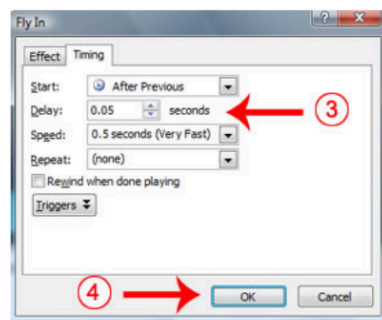 Fly In
Effect Timing
Start: After Previous
Delay: 0.05 seconds 3
Speed: 0.5 seconds (Very Fast)
Repeat: (none)
Rewind when done playing
Triggers
4 OK Cancel